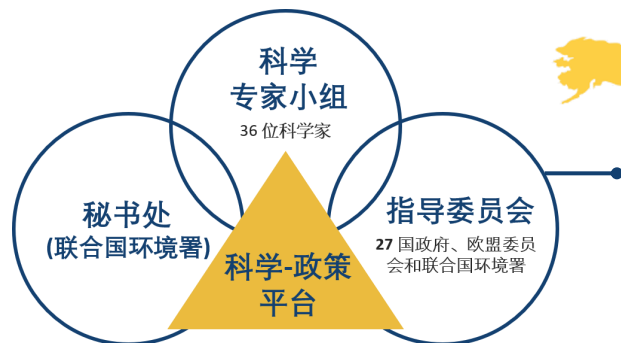 科学
专家小组
36 位科学家
秘书处
(联合国环境署)
指导委员会
27 国政府、欧盟委员
会和联合国环境署
科学-政策
平台